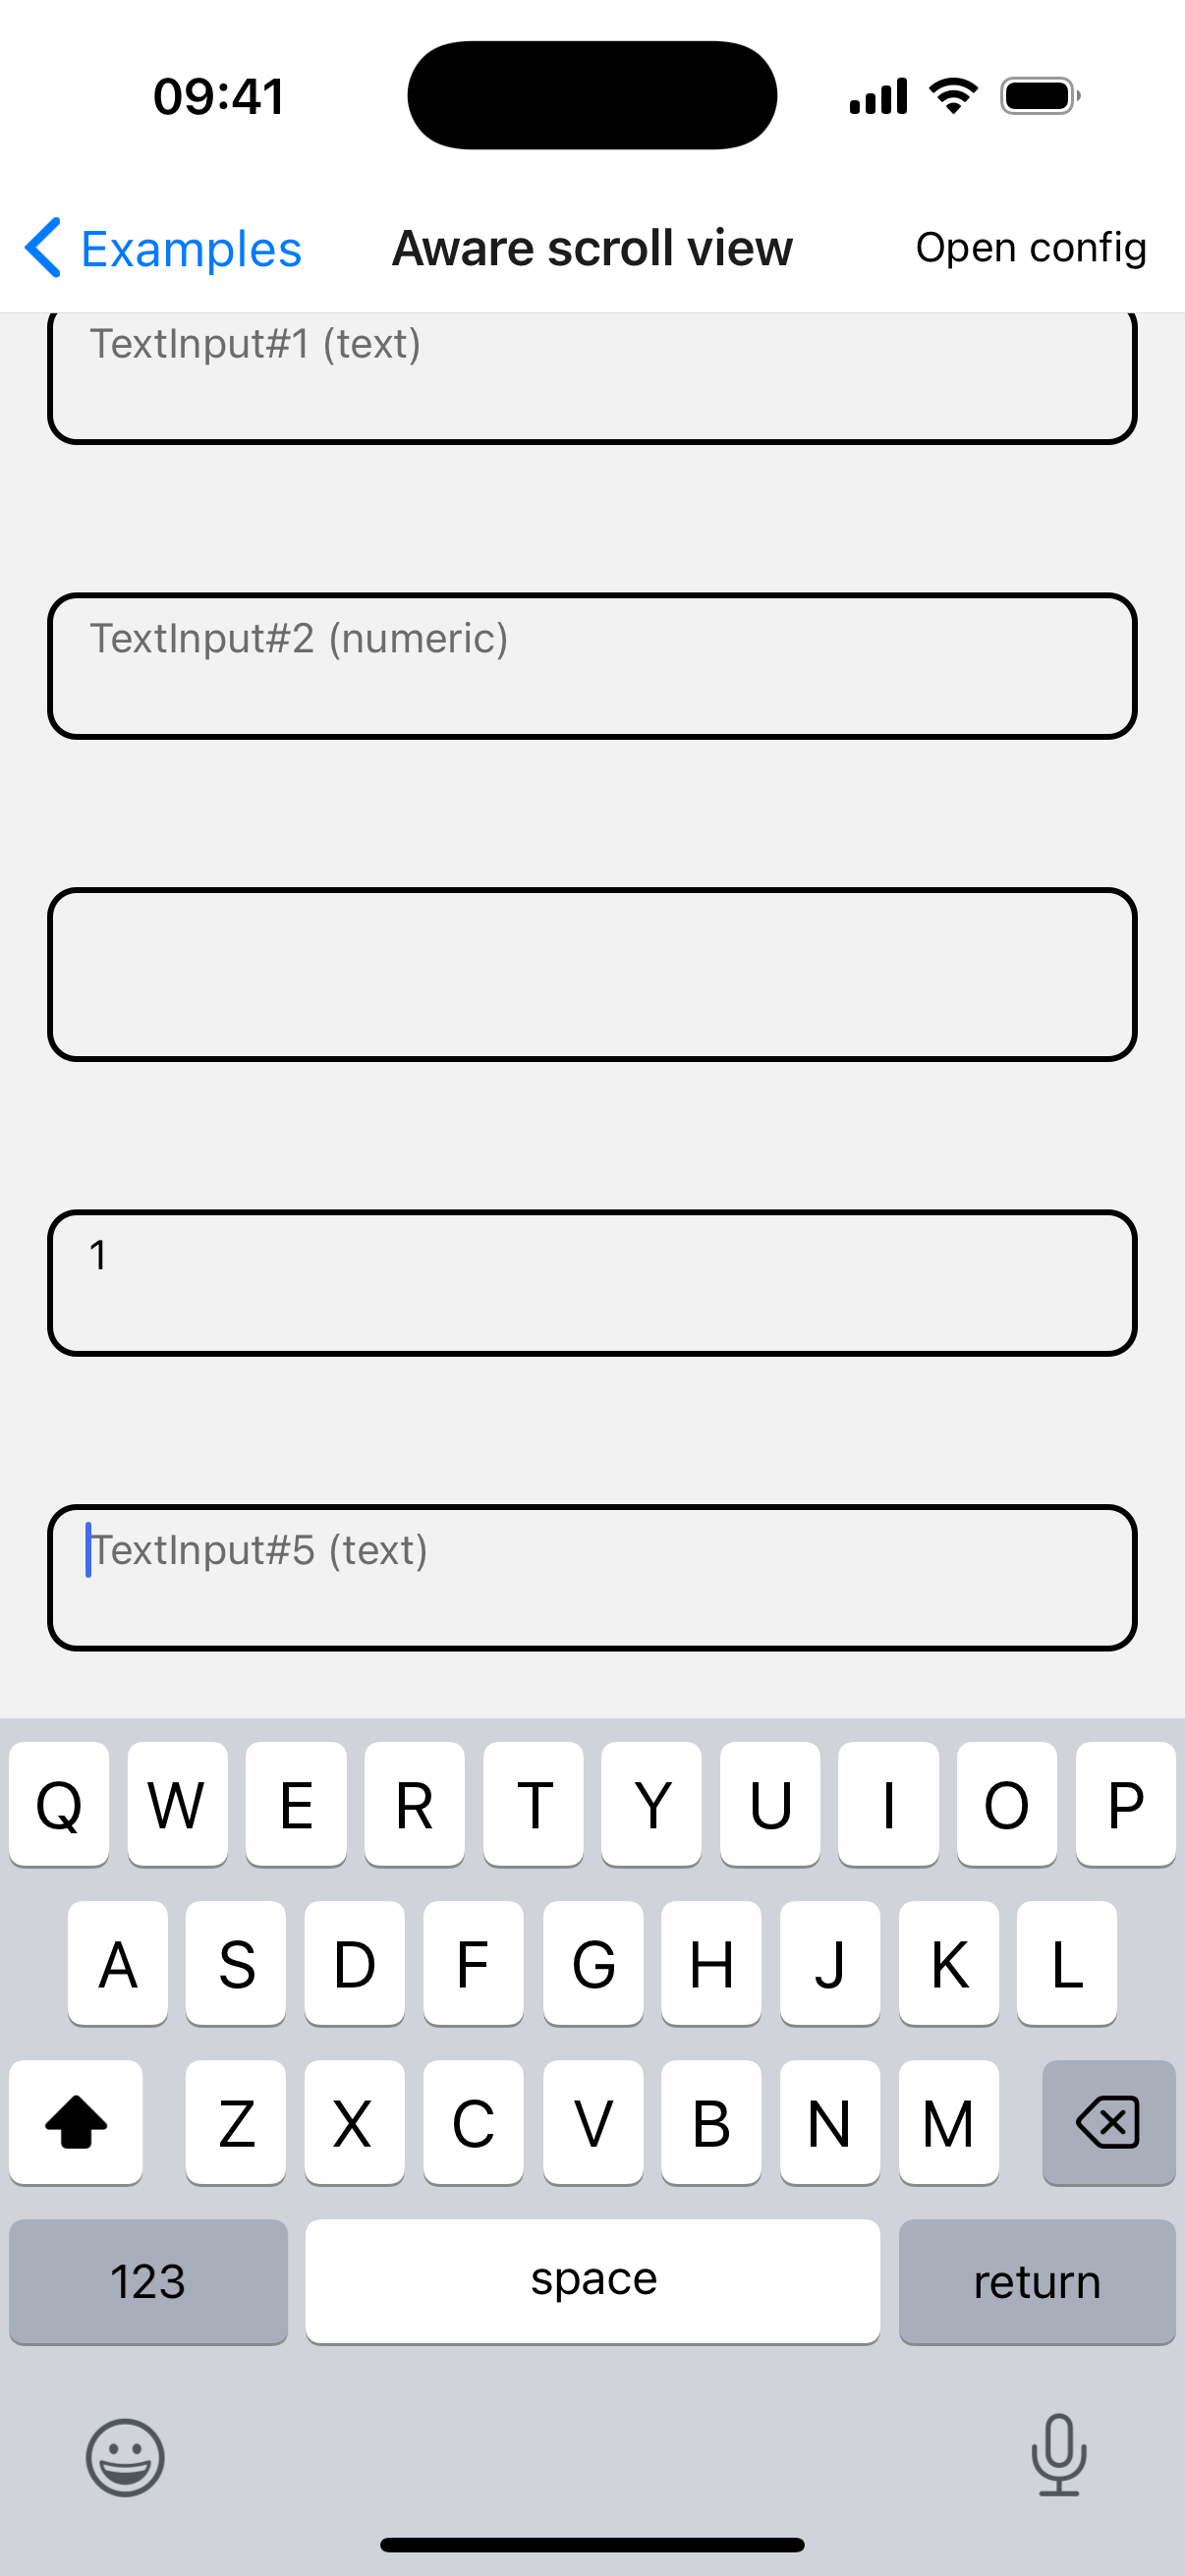 09:41
Examples Aware scroll view Open config
TextInput#1 (text)
TextInput#2 (numeric)
1
TextInput#5 (text)
Q W E R T Y U I O P
A S D F G H J K L
Z X C V B N M
123 space return